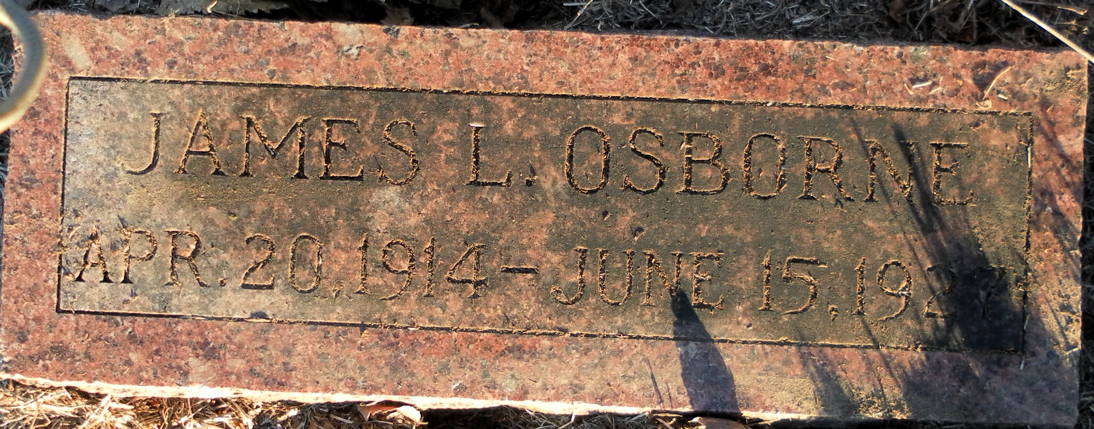 JAMES L. OSBORNE
APR. 20, 1914 – JUNE 15, 1927